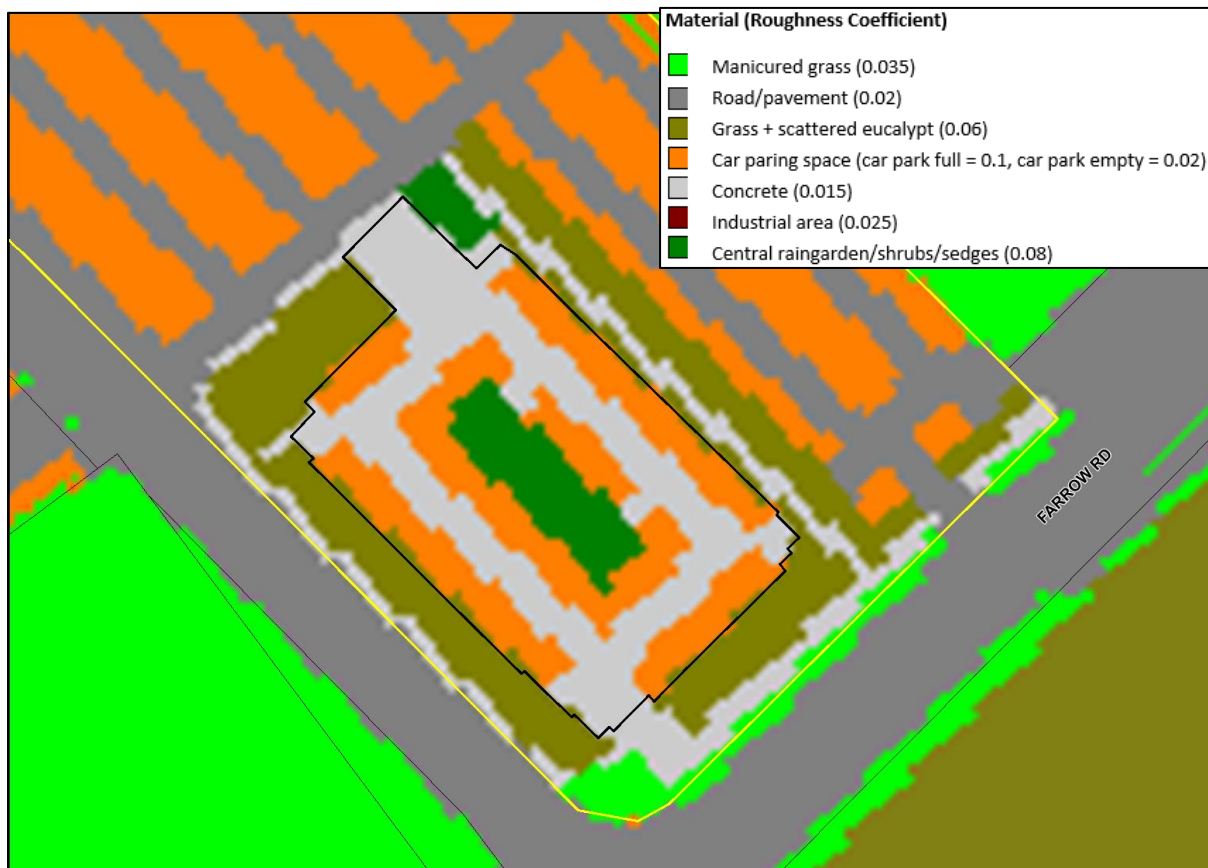 Material (Roughness Coefficient)
Manicured grass (0.035)
Road/pavement (0.02)
Grass + scattered eucalypt (0.06)
Car paring space (car park full = 0.1, car park empty = 0.02)
Concrete (0.015)
Industrial area (0.025)
Central raingarden/shrubs/sedges (0.08)
FARROW RD